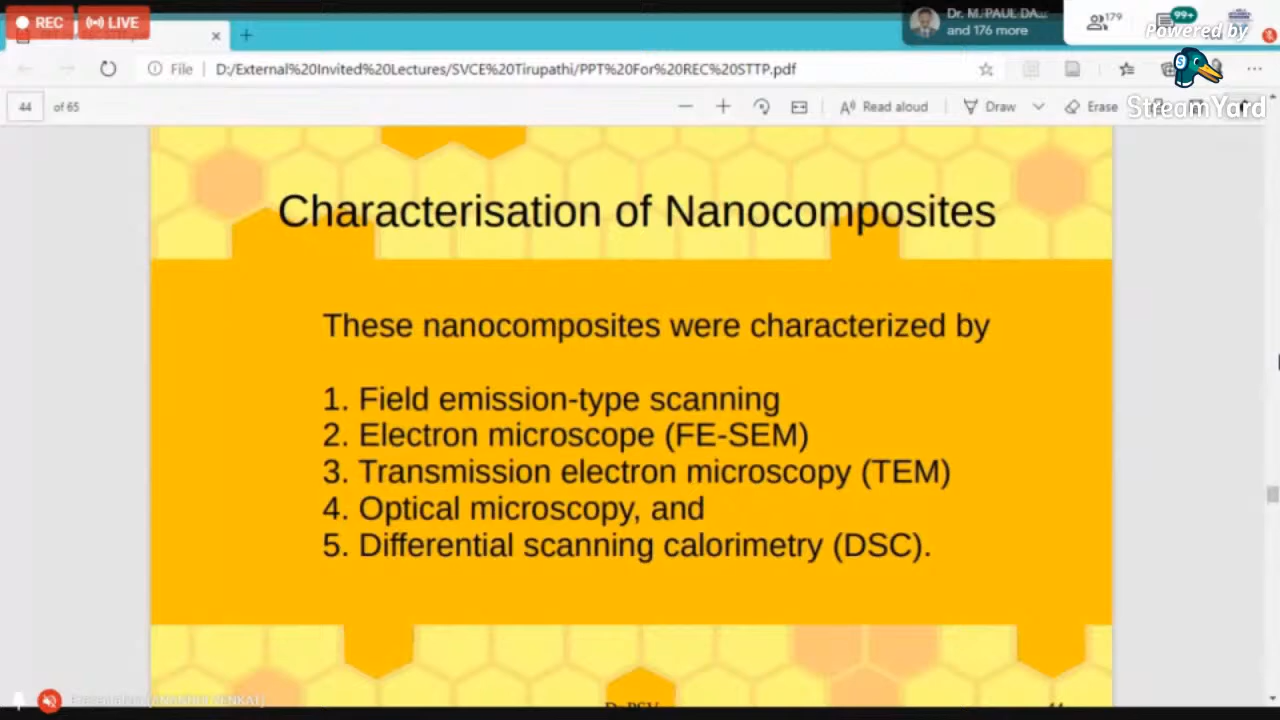 REC
LIVE
Dr. M. PAUL DA...
and 176 more
179
99+
Powered by
File
D:/External%20Invited%20Lectures/SVCE%20Tirupathi/PPT%20For%20REC%20STTP.pdf
StreamYard
44 of 65
Read aloud
Draw
Erase
Characterisation of Nanocomposites
These nanocomposites were characterized by
1. Field emission-type scanning
2. Electron microscope (FE-SEM)
3. Transmission electron microscopy (TEM)
4. Optical microscopy, and
5. Differential scanning calorimetry (DSC).